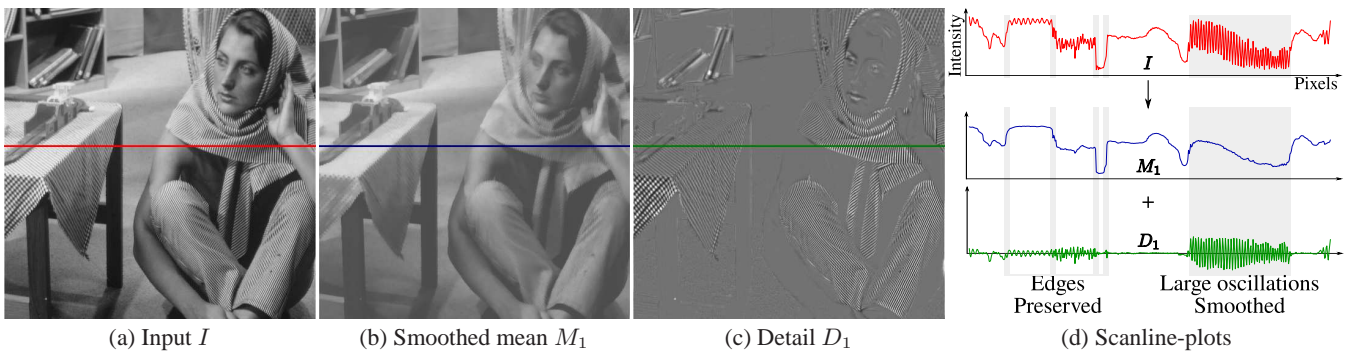 Intensity
I
Pixels
M₁
+
D₁
Edges
Preserved
Large oscillations
Smoothed
(a) Input I
(b) Smoothed mean M₁
(c) Detail D₁
(d) Scanline-plots